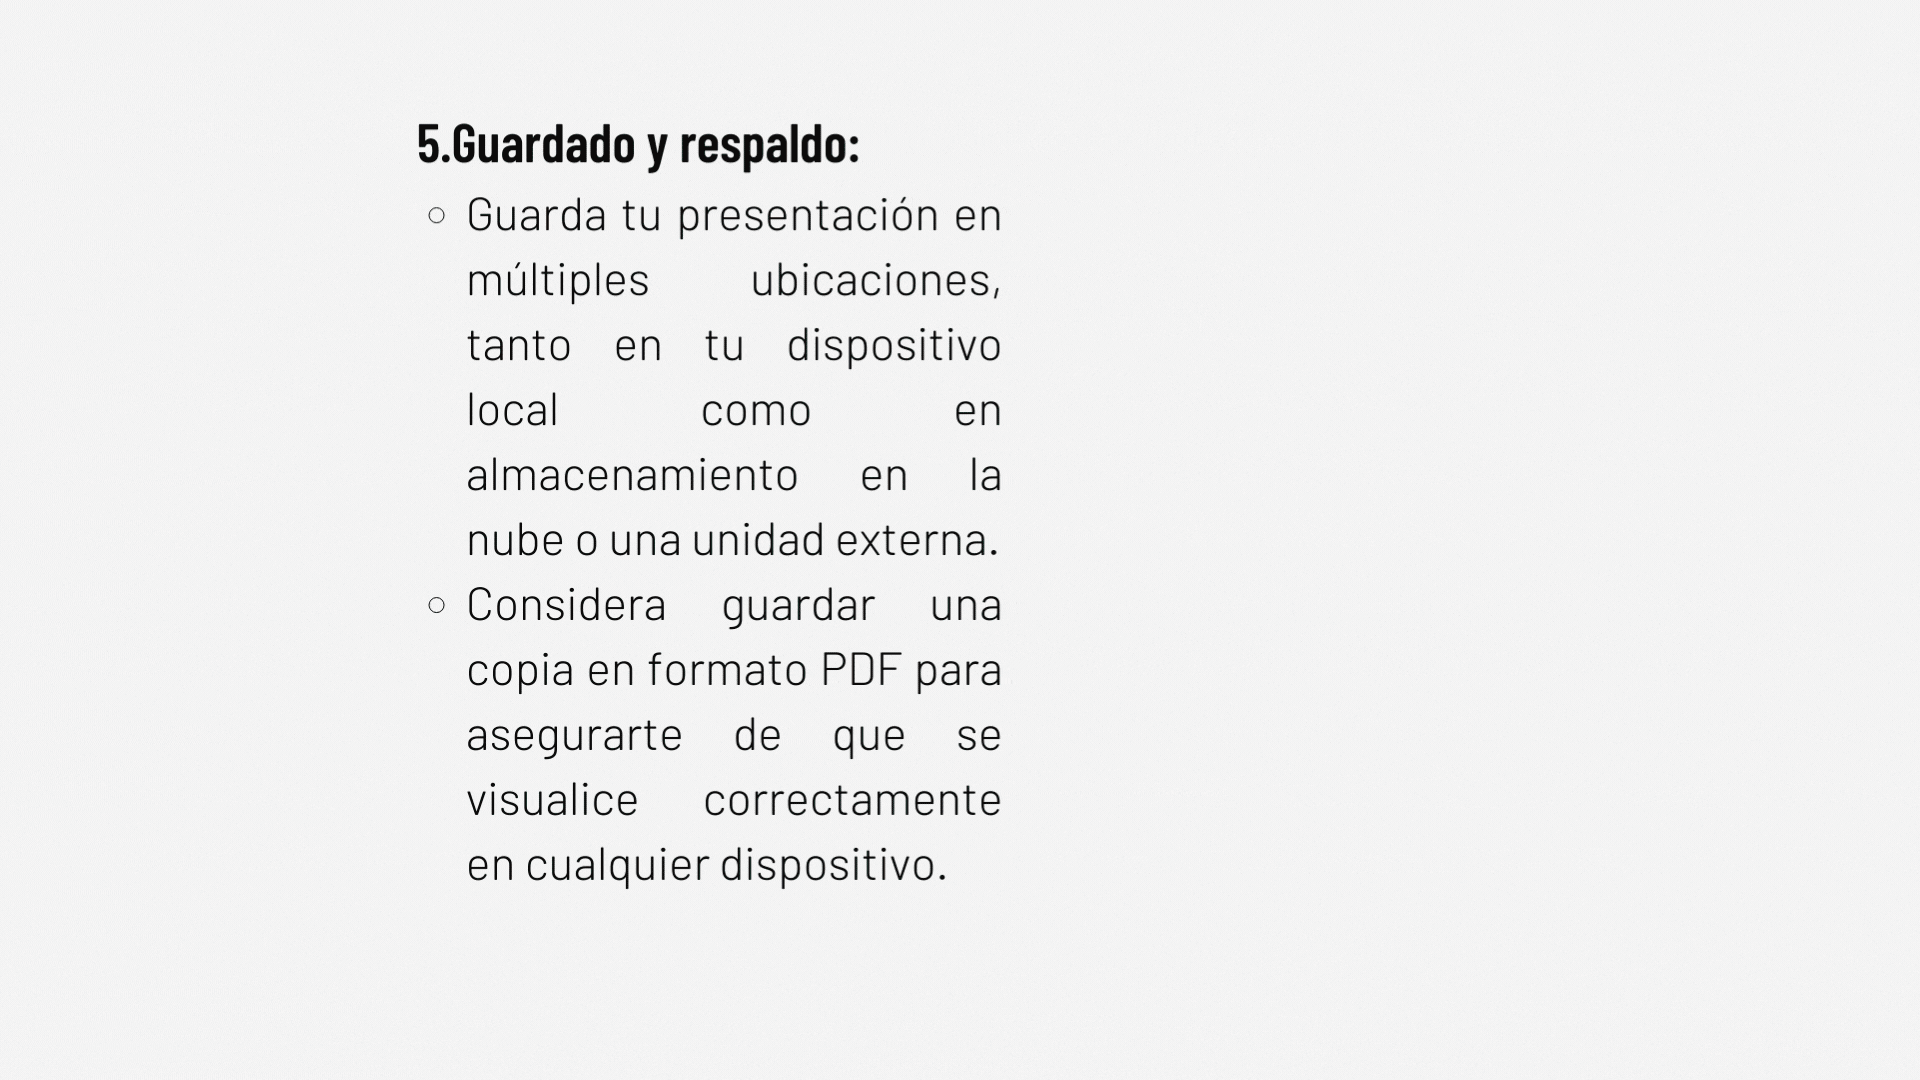 5.Guardado y respaldo:
○ Guarda tu presentación en
múltiples ubicaciones,
tanto en tu dispositivo
local como en
almacenamiento en la
nube o una unidad externa.
○ Considera guardar una
copia en formato PDF para
asegurarte de que se
visualice correctamente
en cualquier dispositivo.